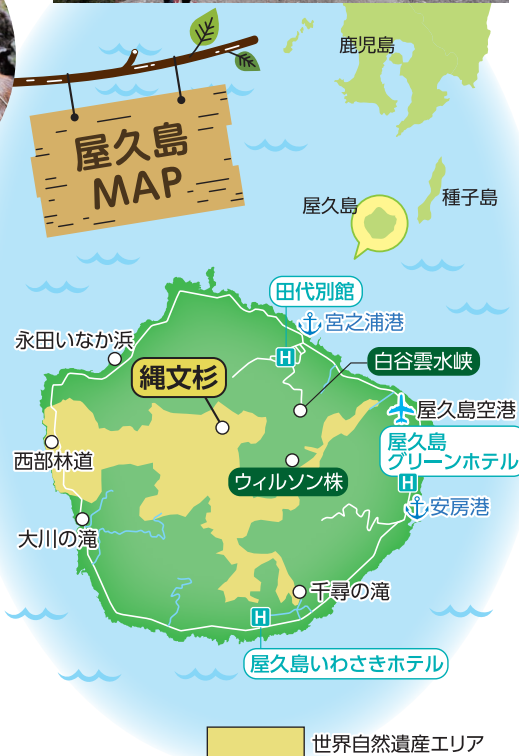 鹿児島
屋久島
MAP
屋久島
種子島
田代別館
宮之浦港
永田いなか浜
白谷雲水峡
縄文杉
屋久島空港
屋久島
グリーンホテル
H
H
西部林道
ウィルソン株
安房港
大川の滝
千尋の滝
H
屋久島いわさきホテル
世界自然遺産エリア